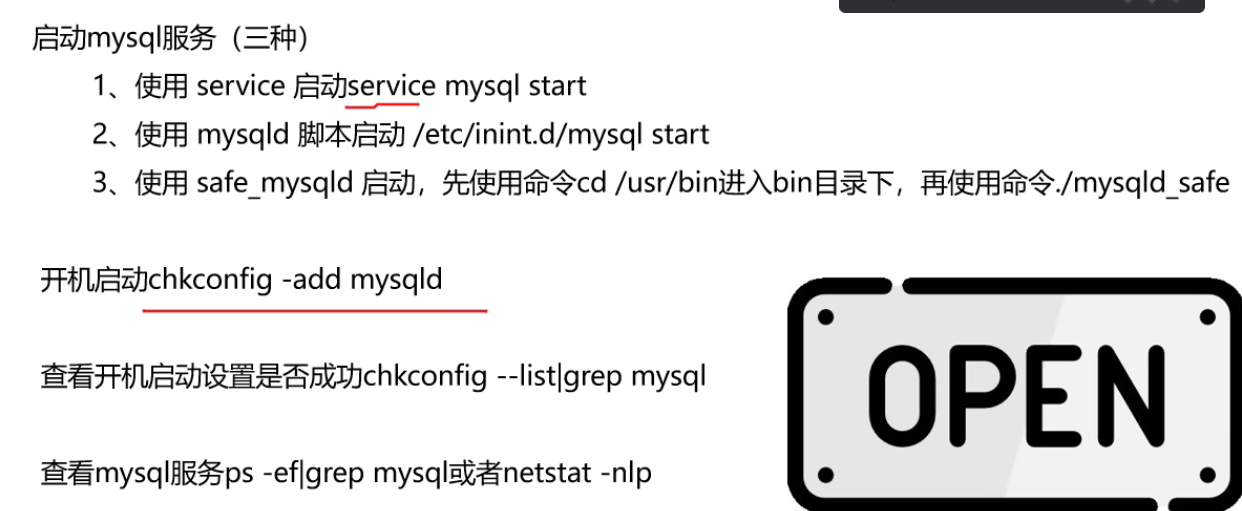 启动mysql服务（三种）
1、使用 service 启动service mysql start
2、使用 mysqld 脚本启动 /etc/inint.d/mysql start
3、使用 safe_mysqld 启动，先使用命令cd /usr/bin进入bin目录下，再使用命令./mysqld_safe
开机启动chkconfig -add mysqld
查看开机启动设置是否成功chkconfig --list|grep mysql
查看mysql服务ps -ef|grep mysql或者netstat -nlp
OPEN